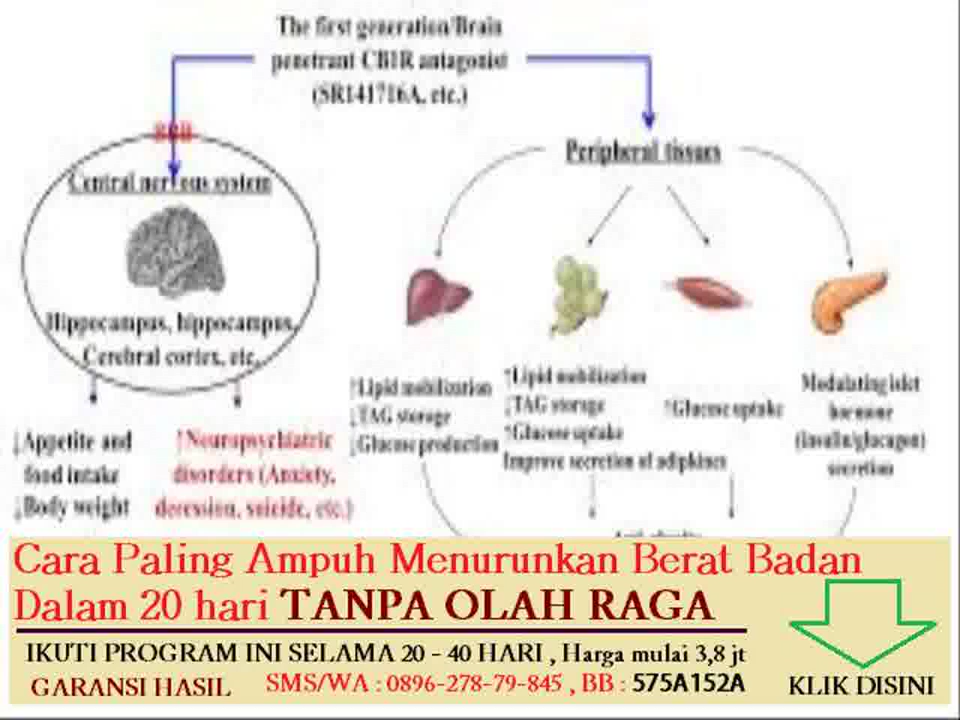 The first generation/Brain
penetrant CB1R antagonist
(SR141716A, etc.)
BBB
Peripheral tissues
Central nervous system
Hippocampus, hippocampus,
Cerebral cortex, etc.
↓Appetite and
food intake
↓Body weight
↑Neuropsychiatric
disorders (Anxiety,
deression, suicide, etc.)
↑Lipid mobilization
↓TAG storage
↓Glucose production
↑Lipid mobilization
↓TAG storage
↑Glucose uptake
Improve secretion of adipkines
↑Glucose uptake
Modulating islet
hormone
(insulin/glucagon)
secretion
Cara Paling Ampuh Menurunkan Berat Badan
Dalam 20 hari TANPA OLAH RAGA
IKUTI PROGRAM INI SELAMA 20 - 40 HARI , Harga mulai 3,8 jt
GARANSI HASIL SMS/WA : 0896-278-79-845 , BB : 575A152A
KLIK DISINI